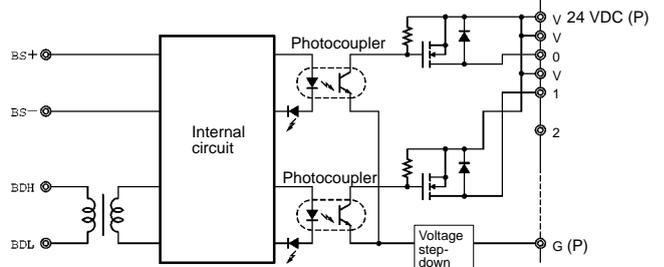 V 24 VDC (P)
V
Photocoupler
BS+
0
V
1
BS−
Internal
circuit
2
Photocoupler
BDH
BDL
Voltage
step-
down
G (P)